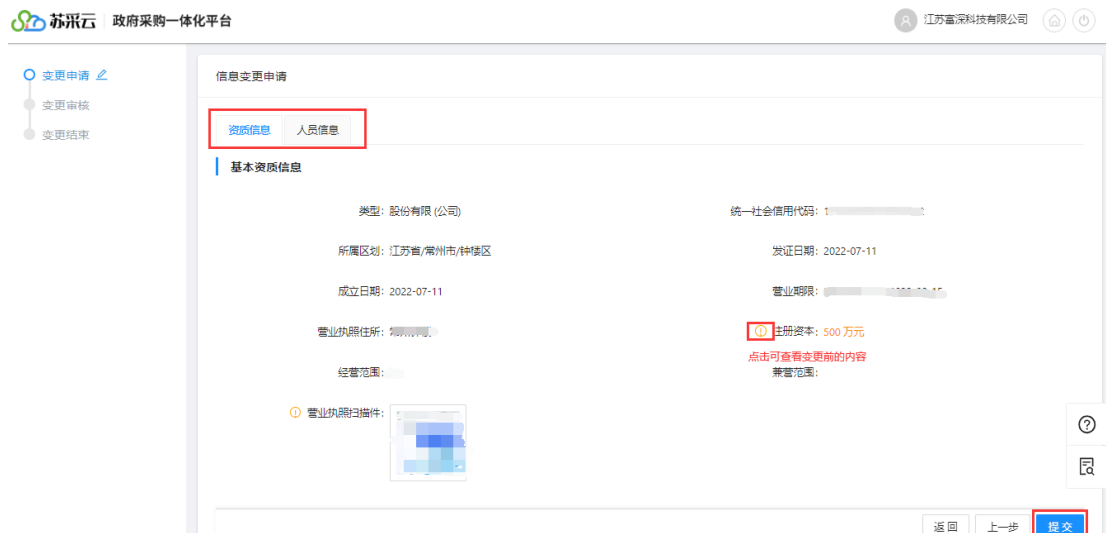 苏采云 政府采购一体化平台 江苏富深科技有限公司
变更申请
变更审核
变更结束
信息变更申请
资质信息 人员信息
基本资质信息
类型: 股份有限 (公司) 统一社会信用代码:
所属区划: 江苏省/常州市/钟楼区 发证日期: 2022-07-11
成立日期: 2022-07-11 营业期限:
营业执照住所: 注册资本: 500 万元
点击可查看变更前的内容
经营范围: 兼营范围:
营业执照扫描件:
返回 上一步 提交